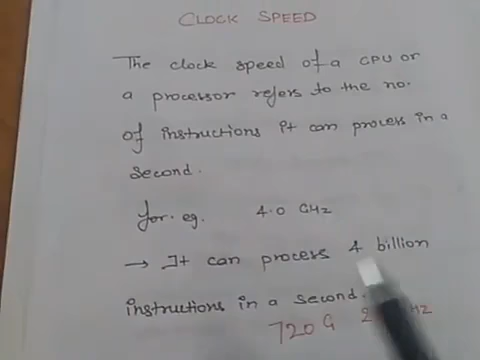 CLOCK SPEED
The clock speed of a CPU or
a processor refers to the no.
of instructions it can process in a
second.
for. eg. 4.0 GHz
→ It can process 4 billion
instructions in a second.
720G 2 HZ